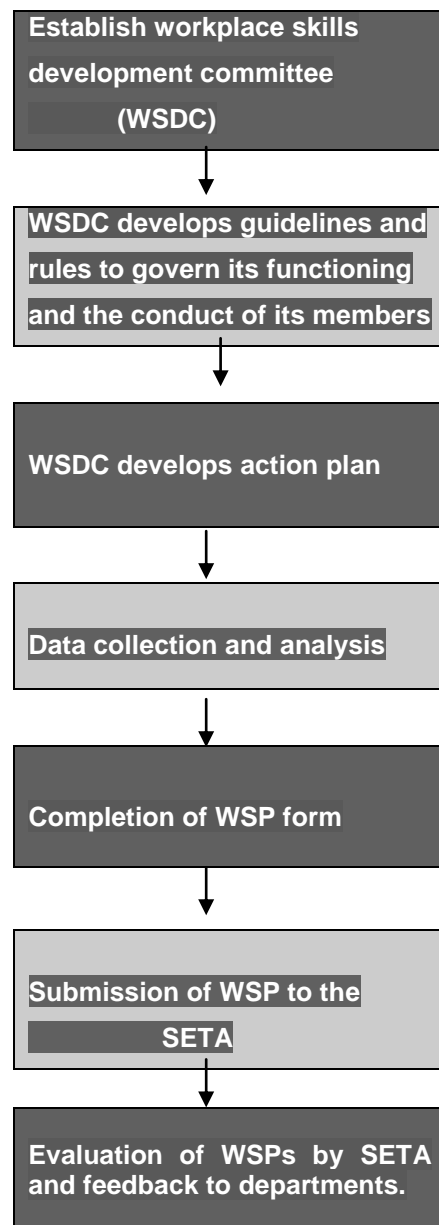 Establish workplace skills
development committee
(WSDC)
WSDC develops guidelines and
rules to govern its functioning
and the conduct of its members
WSDC develops action plan
Data collection and analysis
Completion of WSP form
Submission of WSP to the
SETA
Evaluation of WSPs by SETA
and feedback to departments.